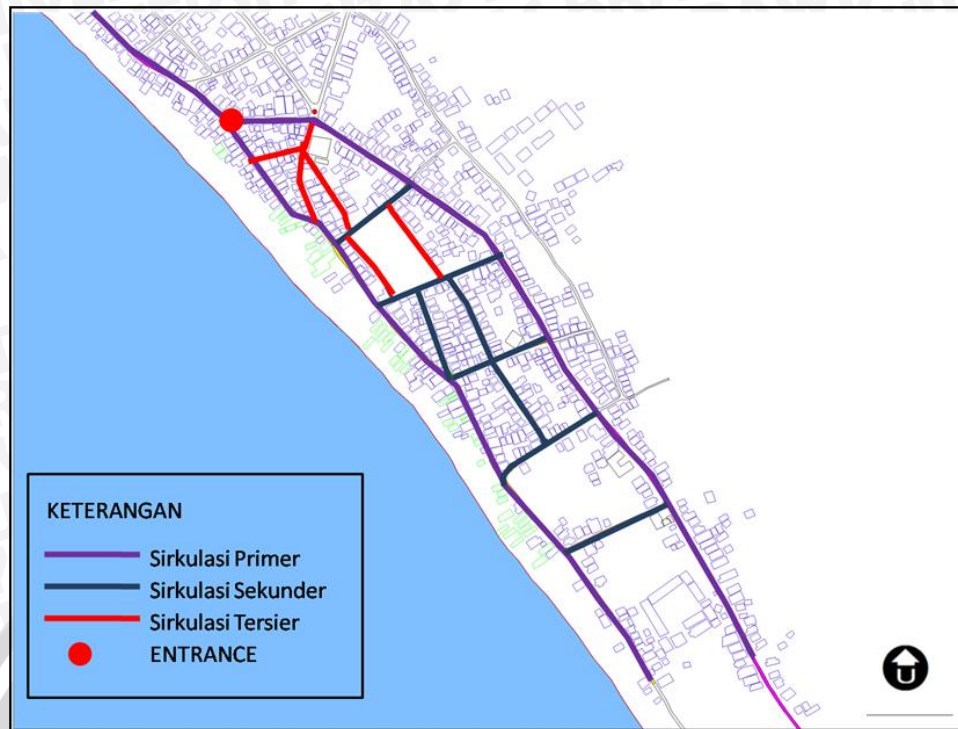 KETERANGAN
Sirkulasi Primer
Sirkulasi Sekunder
Sirkulasi Tersier
ENTRANCE
U